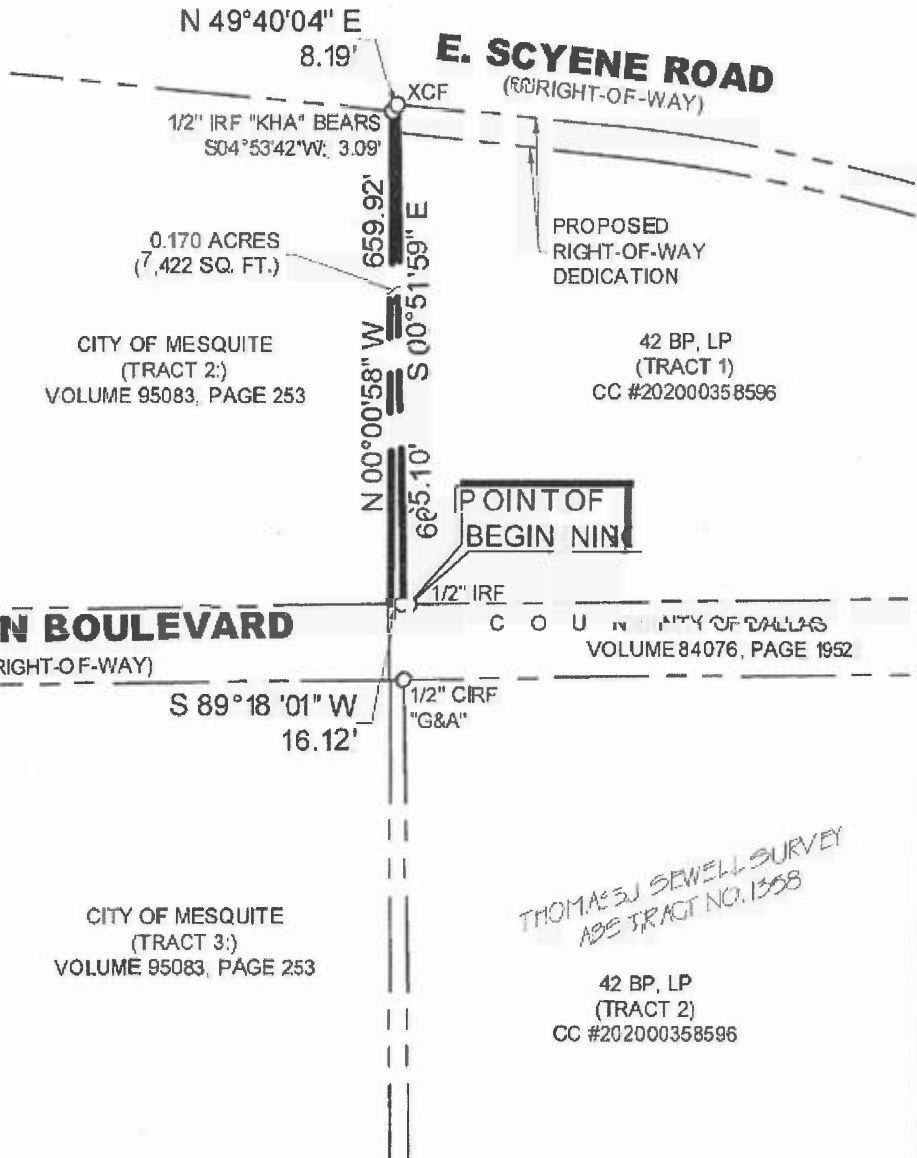 N 49°40'04" E
8.19'
E. SCYENE ROAD
RIGHT-OF-WAY)
XCF
1/2" IRF "KHA" BEARS
S04°53'42"W: 3.09'
659.92'
S 00°51'59" E
PROPOSED
RIGHT-OF-WAY
DEDICATION
0.170 ACRES
(7,422 SQ. FT.)
CITY OF MESQUITE
(TRACT 2:)
VOLUME 95083, PAGE 253
42 BP, LP
(TRACT 1)
CC #202000358596
N 00°00'58" W
665.10'
POINT OF
BEGINNING
1/2" IRF
N BOULEVARD
RIGHT-OF-WAY)
OF DALLAS
VOLUME 84076, PAGE 1952
S 89°18'01" W
16.12'
1/2" CIRF
"G&A"
THOMAS J SEWELL SURVEY
ABSTRACT NO. 1358
CITY OF MESQUITE
(TRACT 3:)
VOLUME 95083, PAGE 253
42 BP, LP
(TRACT 2)
CC #202000358596